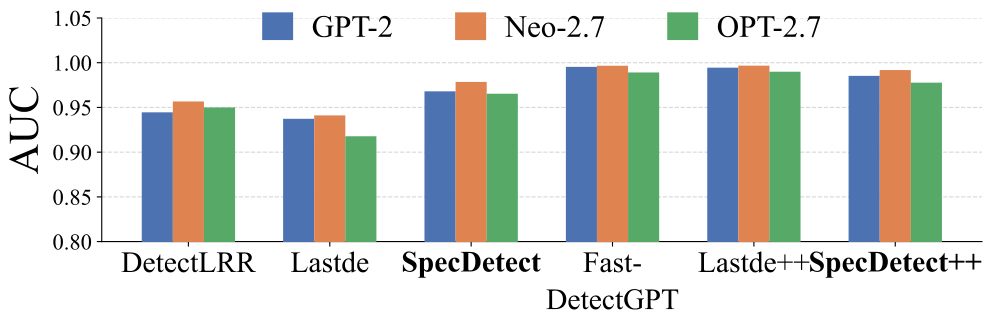 GPT-2 Neo-2.7 OPT-2.7
AUC
1.05
1.00
0.95
0.90
0.85
0.80
DetectLRR Lastde SpecDetect Fast- Lastde++ SpecDetect++
DetectGPT